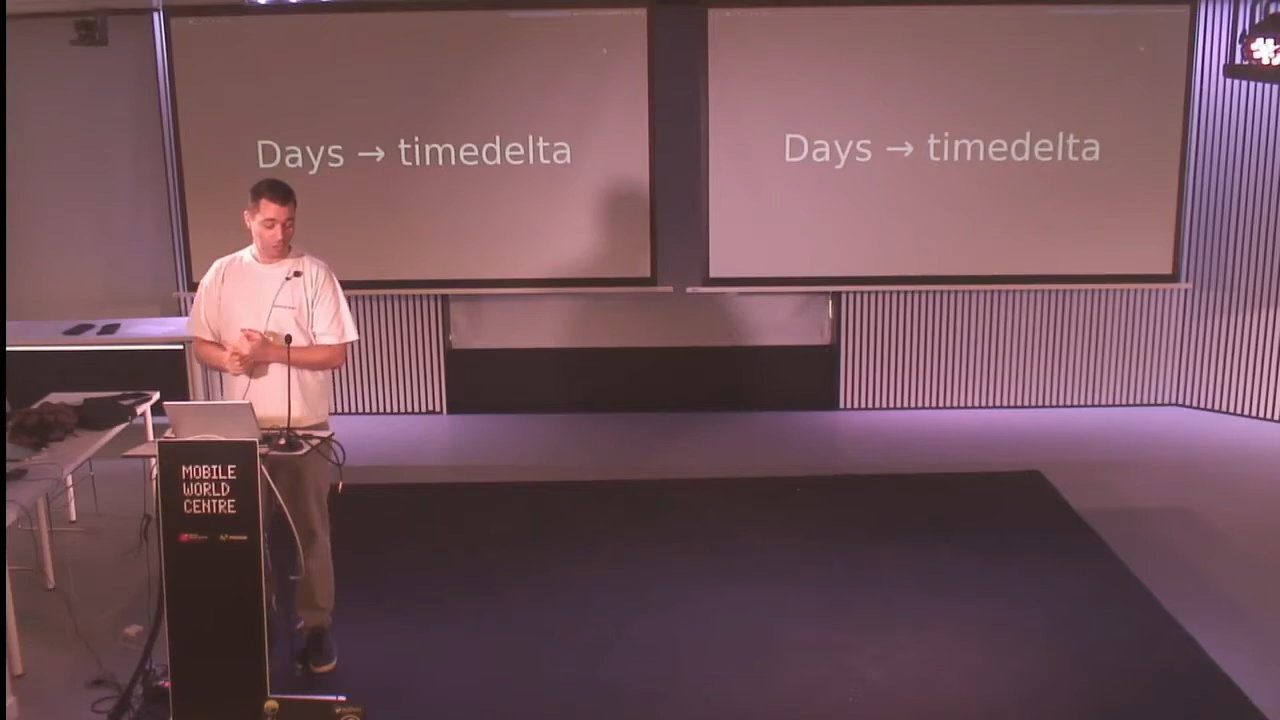 Days → timedelta
Days → timedelta
MOBILE
WORLD
CENTRE